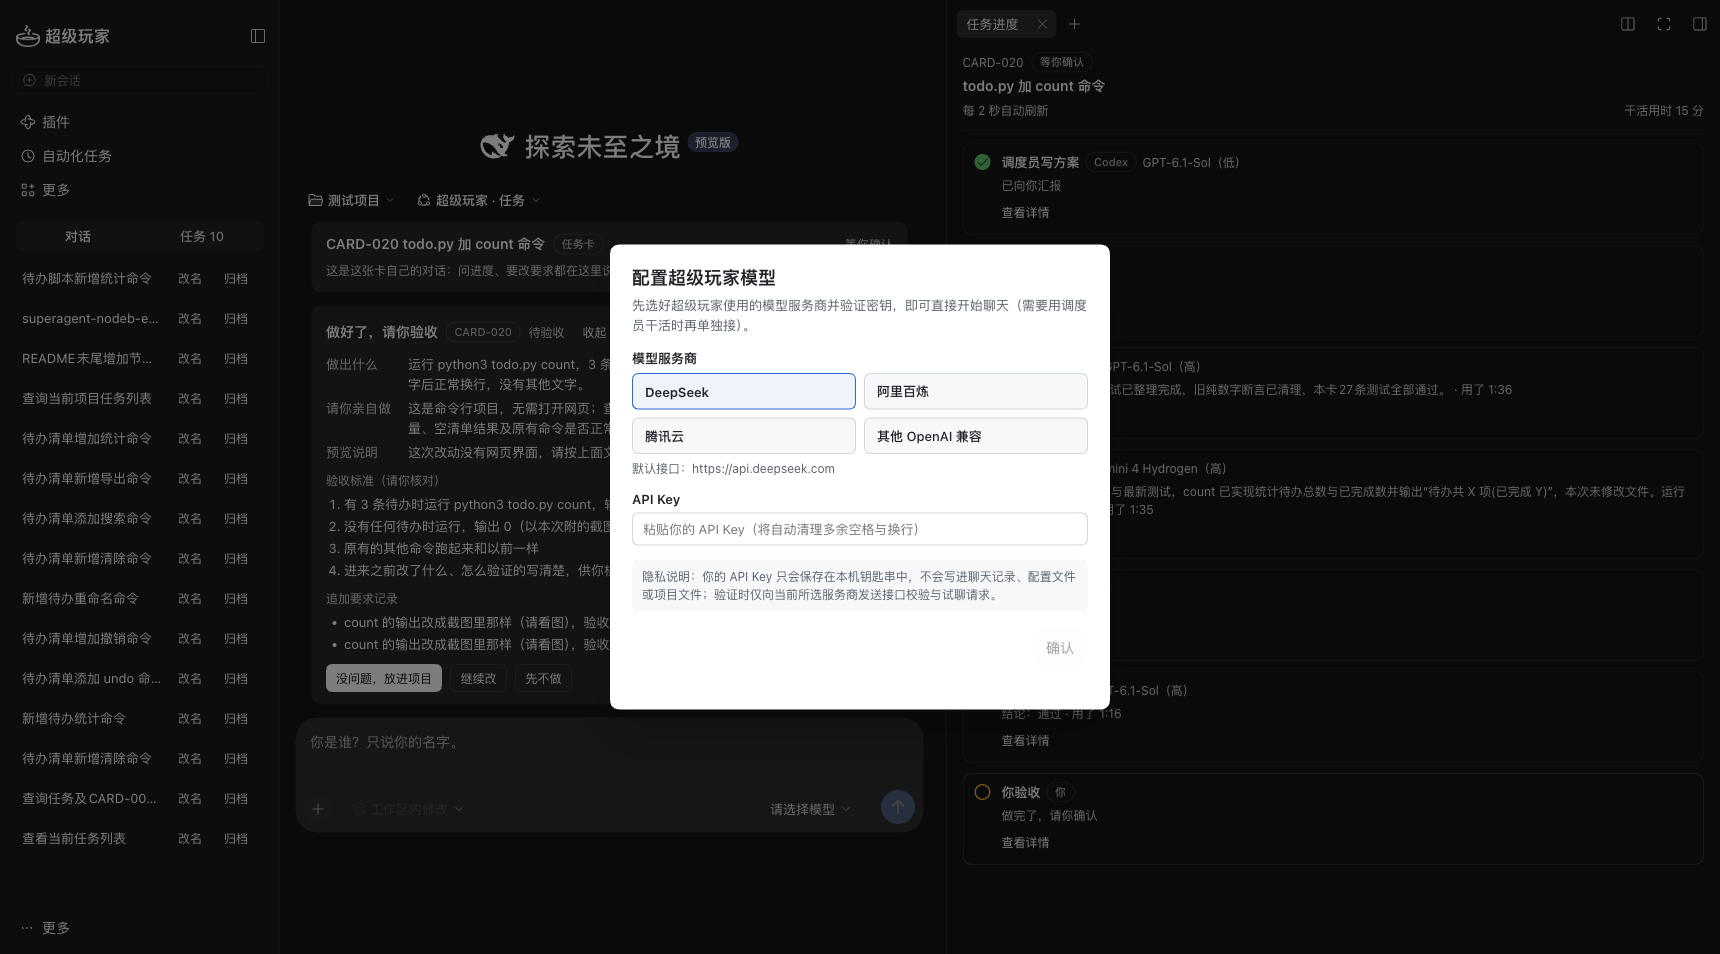 超级玩家
新会话
插件
自动化任务
更多
对话
任务 10
待办脚本新增统计命令 改名 归档
superagent-nodeb-e... 改名 归档
README末尾增加节... 改名 归档
查询当前项目任务列表 改名 归档
待办清单增加统计命令 改名 归档
待办清单新增导出命令 改名 归档
待办清单添加搜索命令 改名 归档
待办清单新增清除命令 改名 归档
新增待办重命名命令 改名 归档
待办清单增加撤销命令 改名 归档
待办清单添加 undo 命... 改名 归档
新增待办统计命令 改名 归档
待办清单新增清除命令 改名 归档
查询任务及CARD-00... 改名 归档
查看当前任务列表 改名 归档
··· 更多
探索未至之境 预览版
测试项目
超级玩家 · 任务
CARD-020 todo.py 加 count 命令 任务卡 等你确认
这是这张卡自己的对话：问进度、要改要求都在这里说
做好了，请你验收 CARD-020 待验收 收起
做出什么 运行 python3 todo.py count，3 条
字后正常换行，没有其他文字。
请你亲自做 这是命令行项目，无需打开网页；
量、空清单结果及原有命令是否正常
预览说明 这次改动没有网页界面，请按上面
验收标准（请你核对）
1. 有 3 条待办时运行 python3 todo.py count，
2. 没有任何待办时运行，输出 0（以本次附的截图
3. 原有的其他命令跑起来和以前一样
4. 进来之前改了什么、怎么验证的写清楚，供你
追加要求记录
• count 的输出改成截图里那样（请看图），验收
• count 的输出改成截图里那样（请看图），验收
没问题，放进项目 继续改 先不做
你是谁？只说你的名字。
工作区内修改
请选择模型
配置超级玩家模型
先选好超级玩家使用的模型服务商并验证密钥，即可直接开始聊天（需要用调度
员干活时再单独接）。
模型服务商
DeepSeek
阿里百炼
腾讯云
其他 OpenAI 兼容
默认接口：https://api.deepseek.com
API Key
粘贴你的 API Key（将自动清理多余空格与换行）
隐私说明：你的 API Key 只会保存在本机钥匙串中，不会写进聊天记录、配置文件
或项目文件；验证时仅向当前所选服务商发送接口校验与试聊请求。
确认
任务进度
CARD-020 等你确认
todo.py 加 count 命令
每 2 秒自动刷新 干活用时 15 分
调度员写方案 Codex GPT-6.1-Sol（低）
已向你汇报
查看详情
GPT-6.1-Sol（高）
试已整理完成，旧纯数字断言已清理，本卡27条测试全部通过。 · 用了 1:36
mini 4 Hydrogen（高）
与最新测试，count 已实现统计待办总数与已完成数并输出“待办共 X 项(已完成 Y)”，本次未修改文件。运行
用了 1:35
T-6.1-Sol（高）
结论：通过 · 用了 1:16
查看详情
你验收 你
做完了，请你确认
查看详情